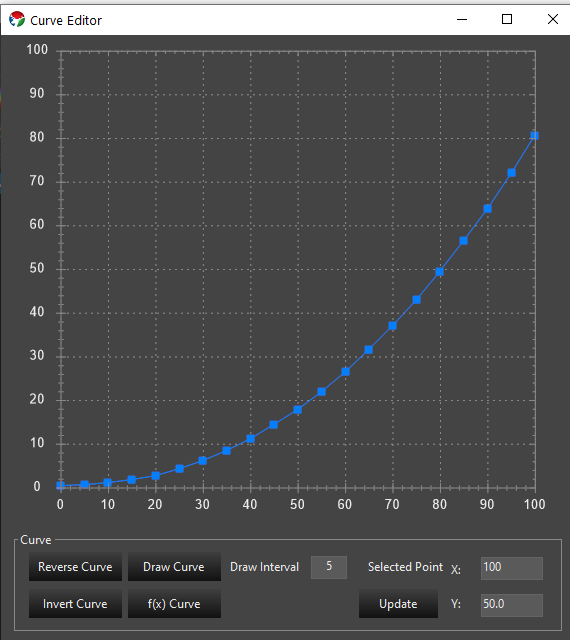 Curve Editor
100
90
80
70
60
50
40
30
20
10
0
0 10 20 30 40 50 60 70 80 90 100
Curve
Reverse Curve Draw Curve Draw Interval 5 Selected Point X: 100
Invert Curve f(x) Curve Update Y: 50.0